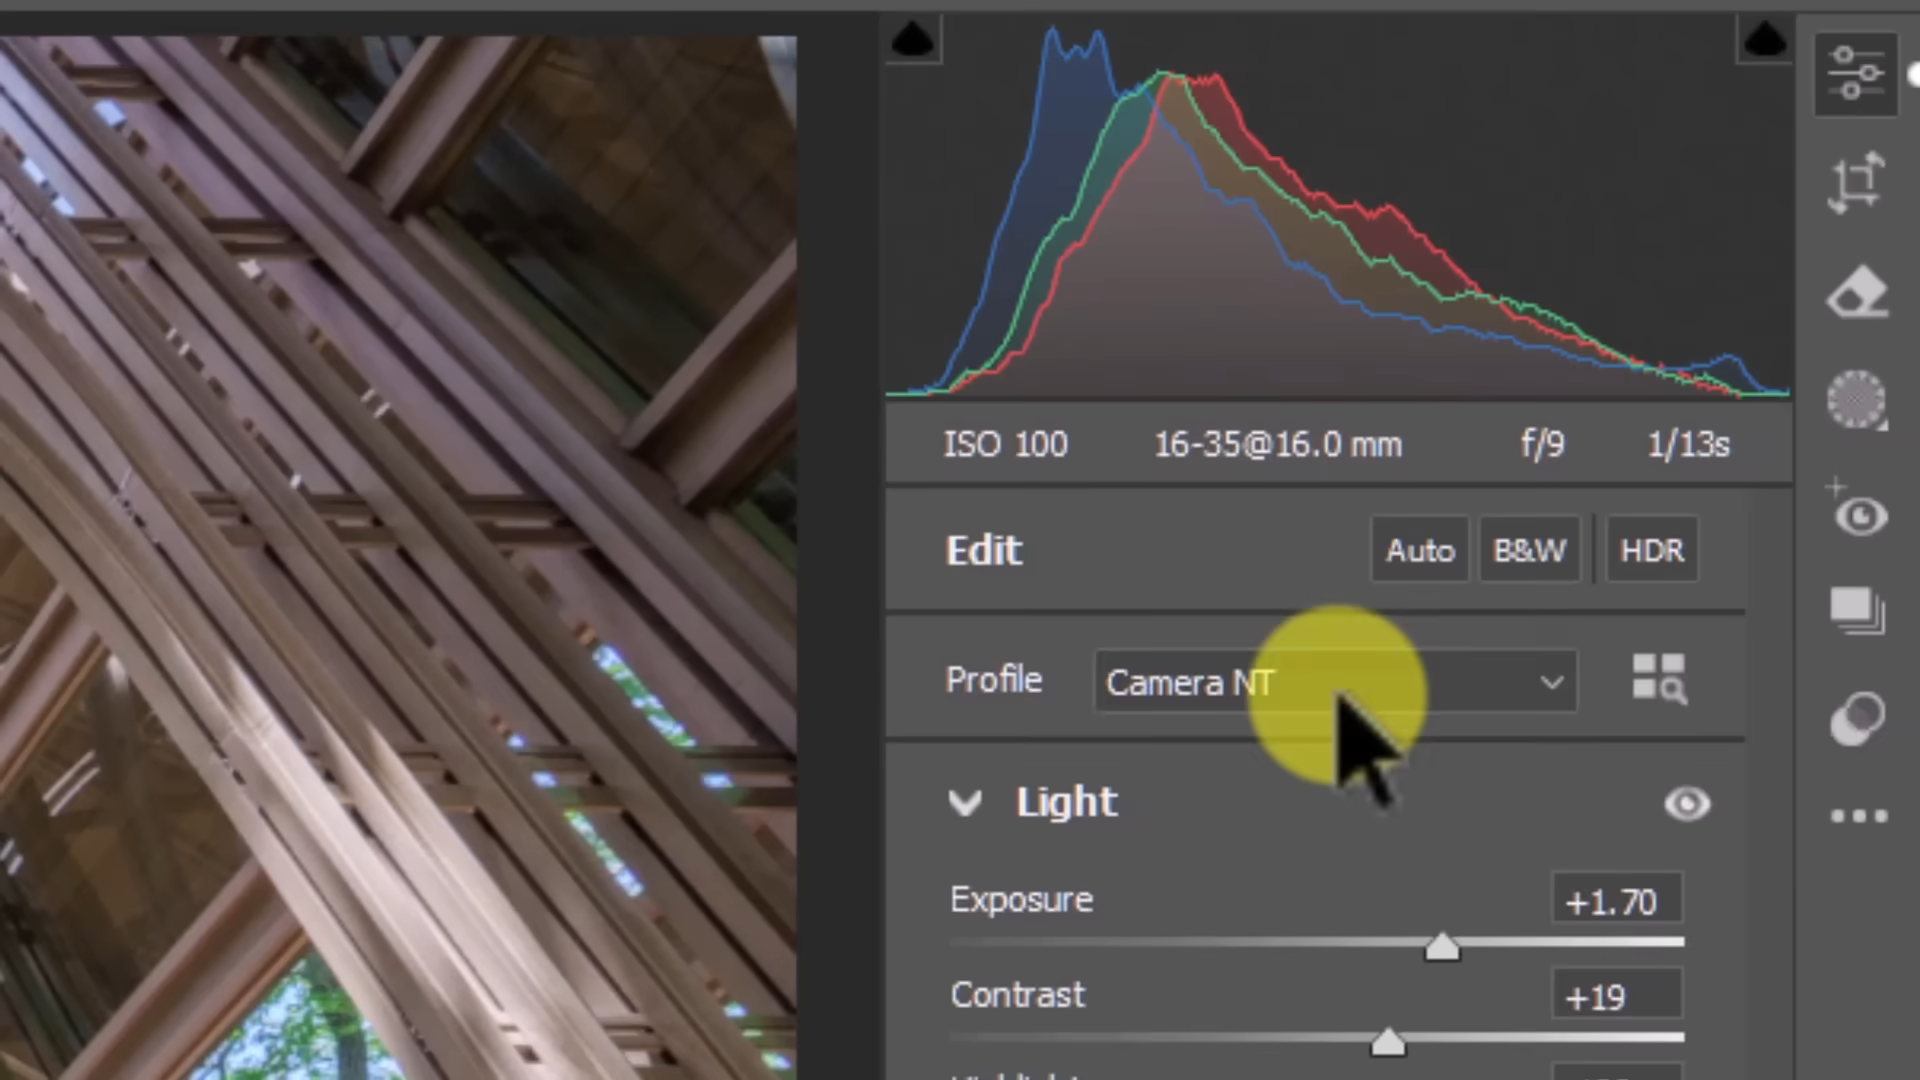 ISO 100 16-35@16.0 mm f/9 1/13s
Edit Auto B&W HDR
Profile Camera NT
Light
Exposure +1.70
Contrast +19